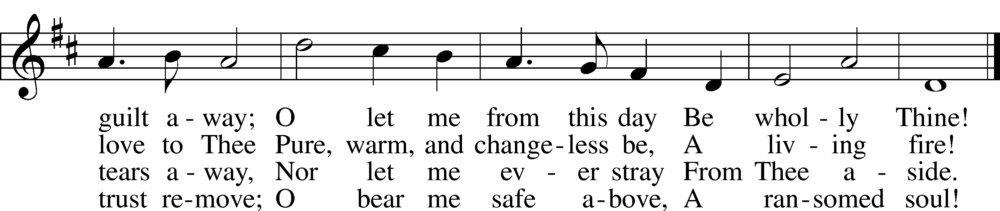 guilt a - way; O let me from this day Be whol - ly Thine!
love to Thee Pure, warm, and change - less be, A liv - ing fire!
tears a - way, Nor let me ev - er stray From Thee a - side.
trust re - move; O bear me safe a - bove, A ran - somed soul!